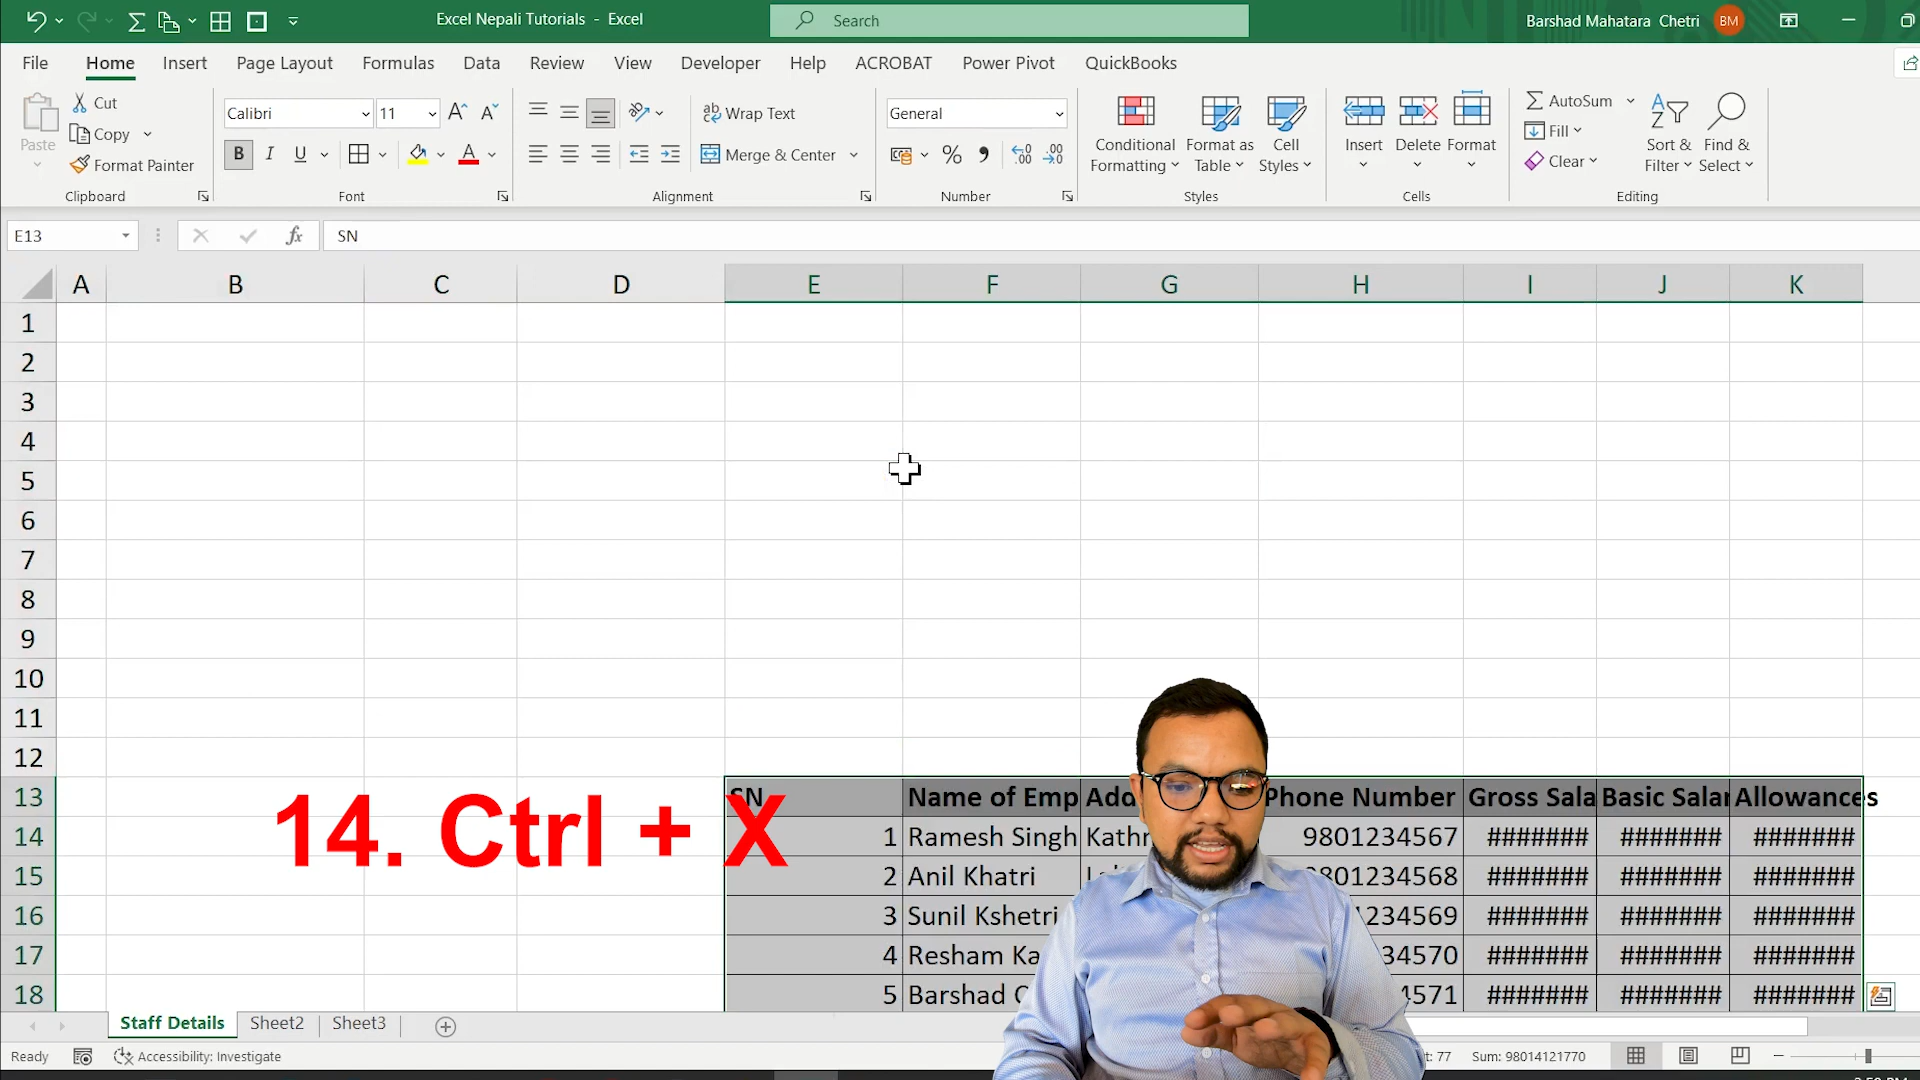 Excel Nepali Tutorials - Excel
Search
Barshad Mahatara Chetri BM
File Home Insert Page Layout Formulas Data Review View Developer Help ACROBAT Power Pivot QuickBooks
Paste
Cut
Copy
Format Painter
Clipboard
Calibri 11
B I U
Font
Wrap Text
Merge & Center
Alignment
General
Number
Conditional Formatting
Format as Table
Cell Styles
Styles
Insert Delete Format
Cells
AutoSum
Fill
Clear
Sort & Filter
Find & Select
Editing
E13 fx SN
A B C D E F G H I J K
1
2
3
4
5
6
7
8
9
10
11
12
13 SN Name of Emp Add Phone Number Gross Sala Basic Salar Allowances
14. Ctrl + X
14 1 Ramesh Singh Kathr 9801234567 ####### ####### #######
15 2 Anil Khatri 9801234568 ####### ####### #######
16 3 Sunil Kshetri 1234569 ####### ####### #######
17 4 Resham Ka 34570 ####### ####### #######
18 5 Barshad 4571 ####### ####### #######
Staff Details Sheet2 Sheet3
Ready Accessibility: Investigate t: 77 Sum: 98014121770